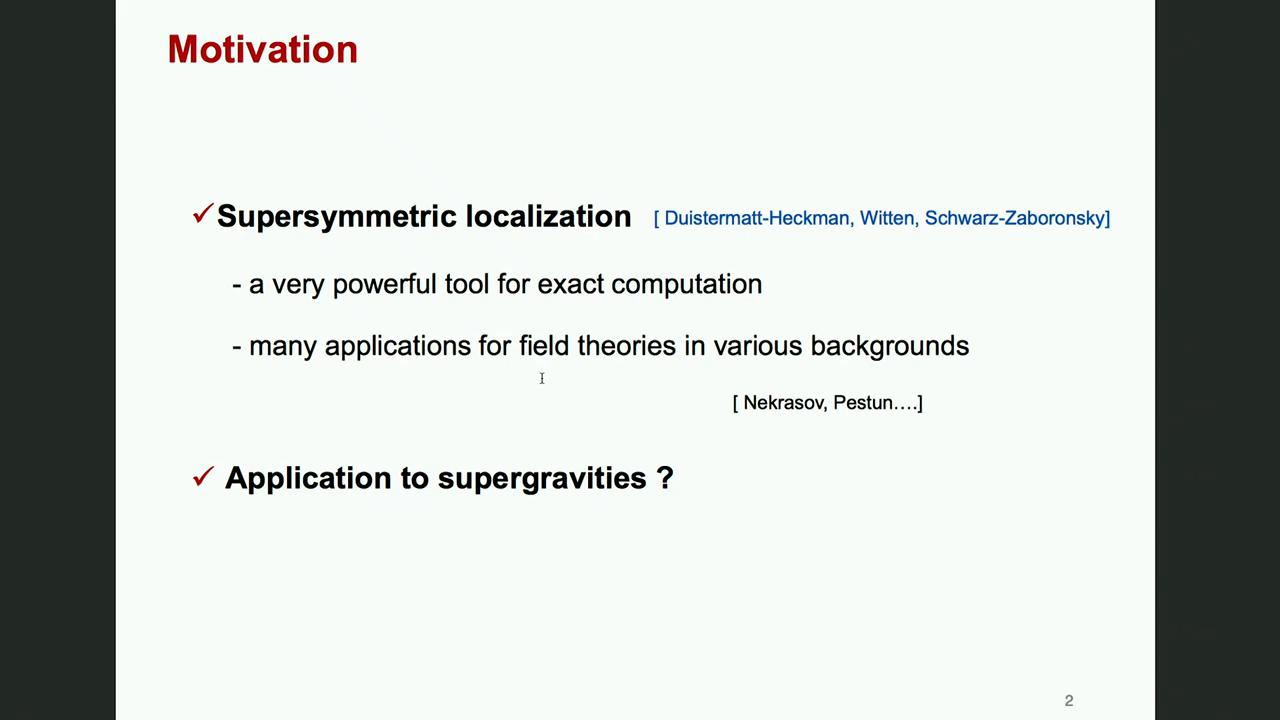 Motivation
✓Supersymmetric localization [ Duistermatt-Heckman, Witten, Schwarz-Zaboronsky]
- a very powerful tool for exact computation
- many applications for field theories in various backgrounds
[ Nekrasov, Pestun....]
✓ Application to supergravities ?
2